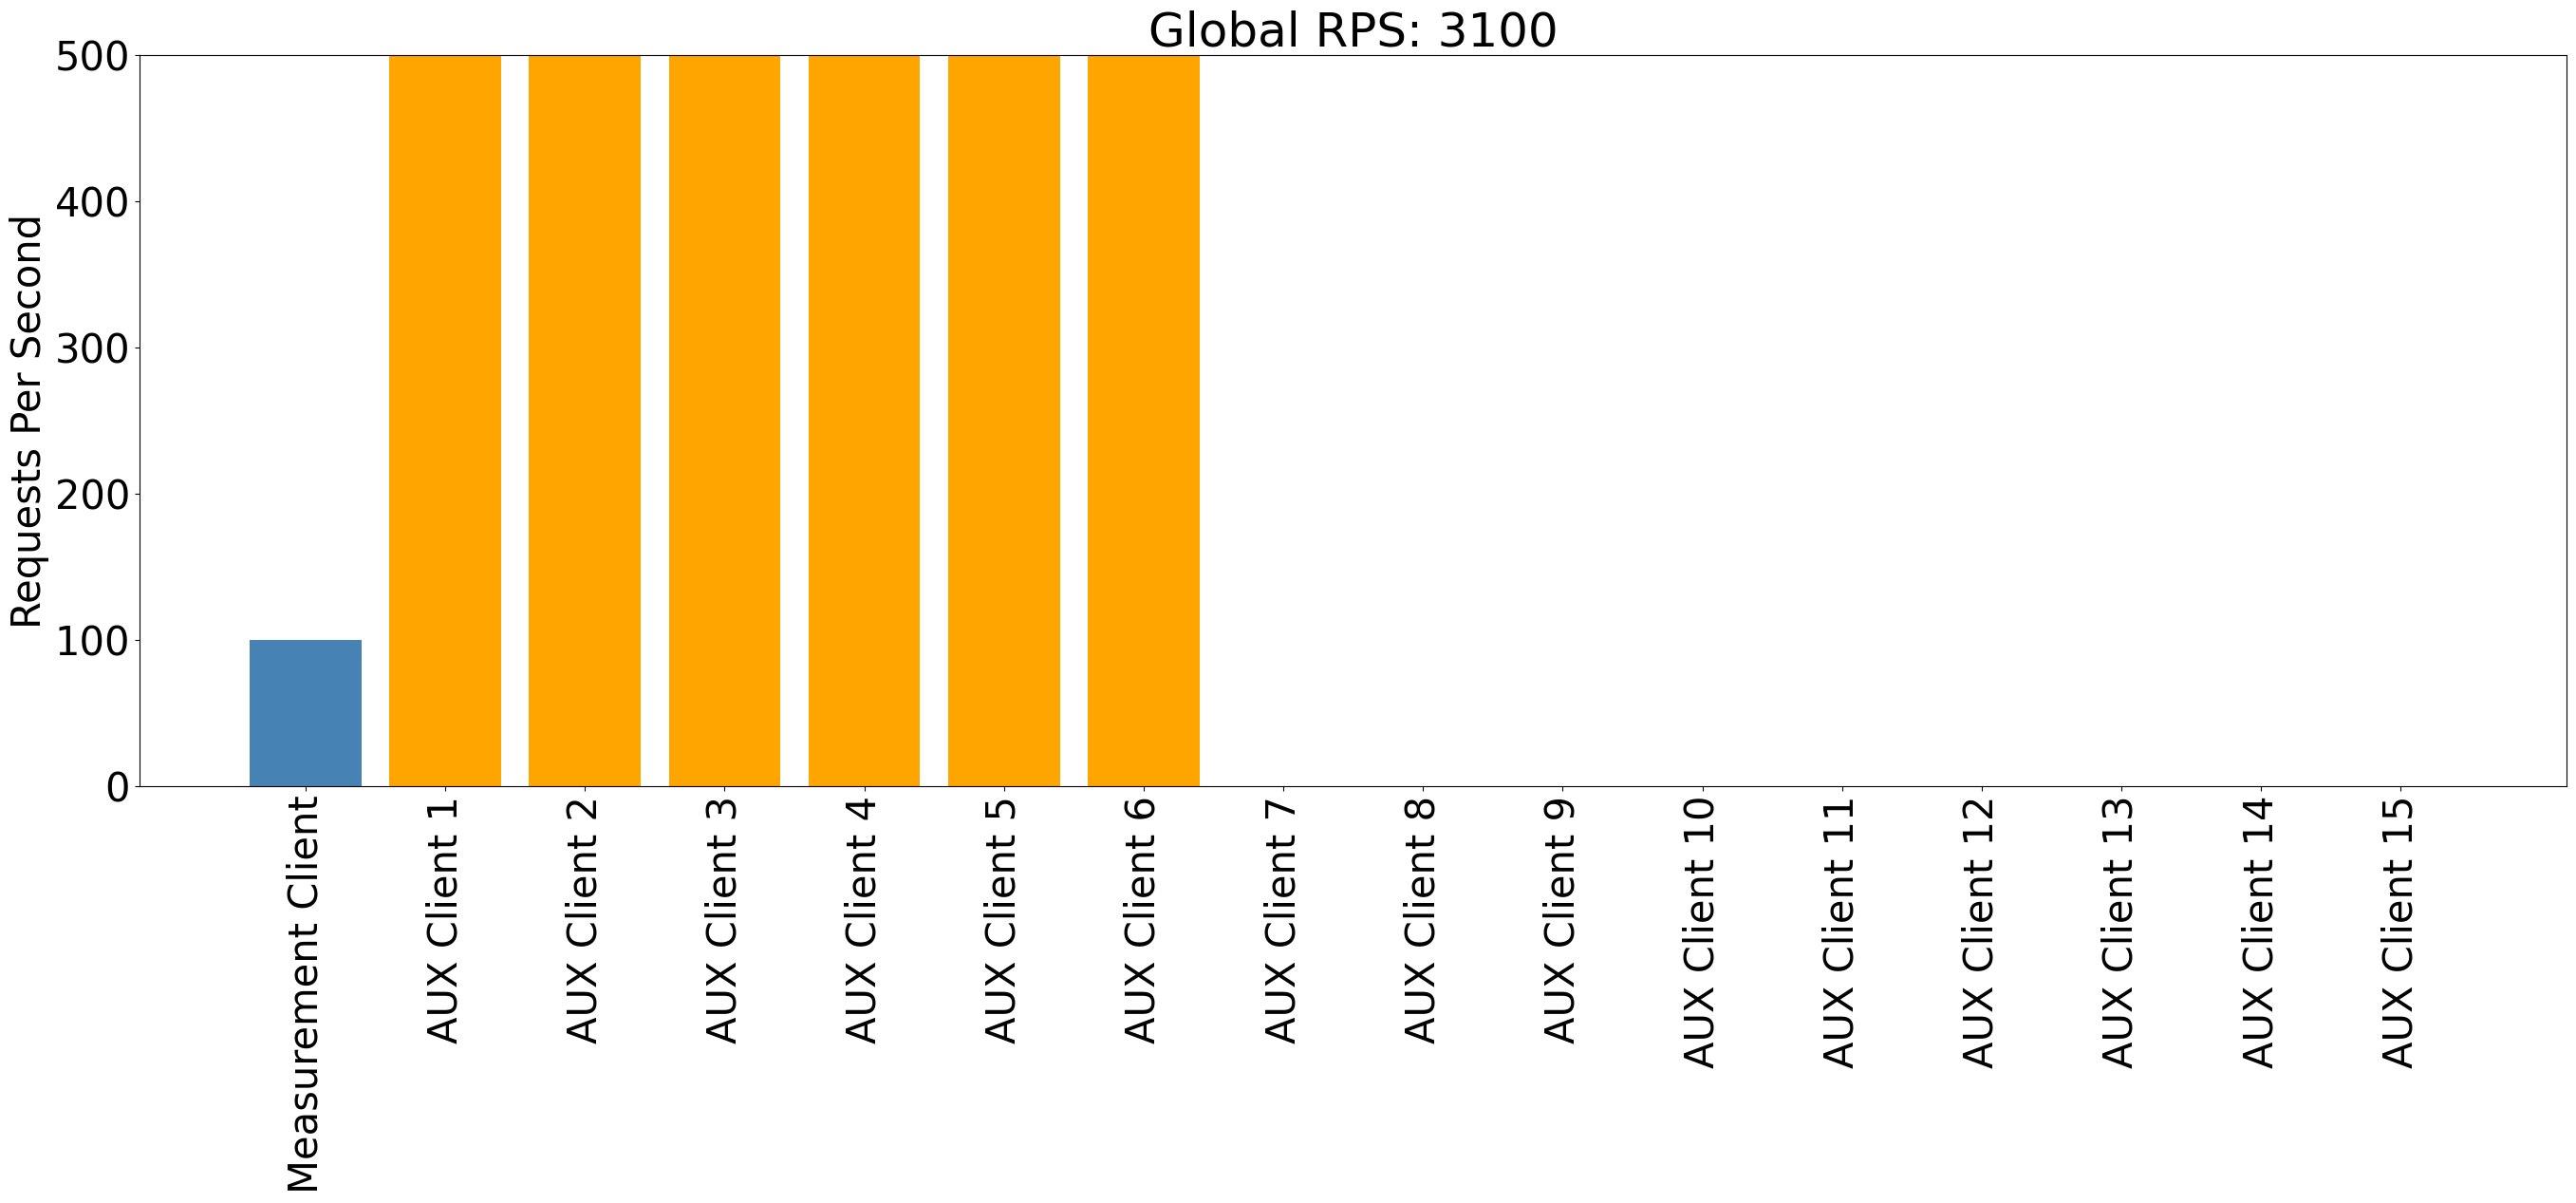 Global RPS: 3100
Requests Per Second
500
400
300
200
100
0
Measurement Client
AUX Client 1
AUX Client 2
AUX Client 3
AUX Client 4
AUX Client 5
AUX Client 6
AUX Client 7
AUX Client 8
AUX Client 9
AUX Client 10
AUX Client 11
AUX Client 12
AUX Client 13
AUX Client 14
AUX Client 15